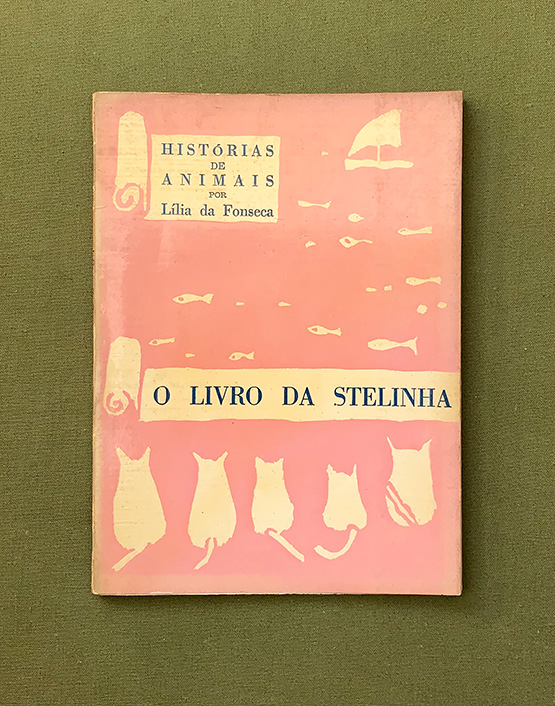 HISTÓRIAS
DE
ANIMAIS
POR
Lília da Fonseca
O LIVRO DA STELINHA